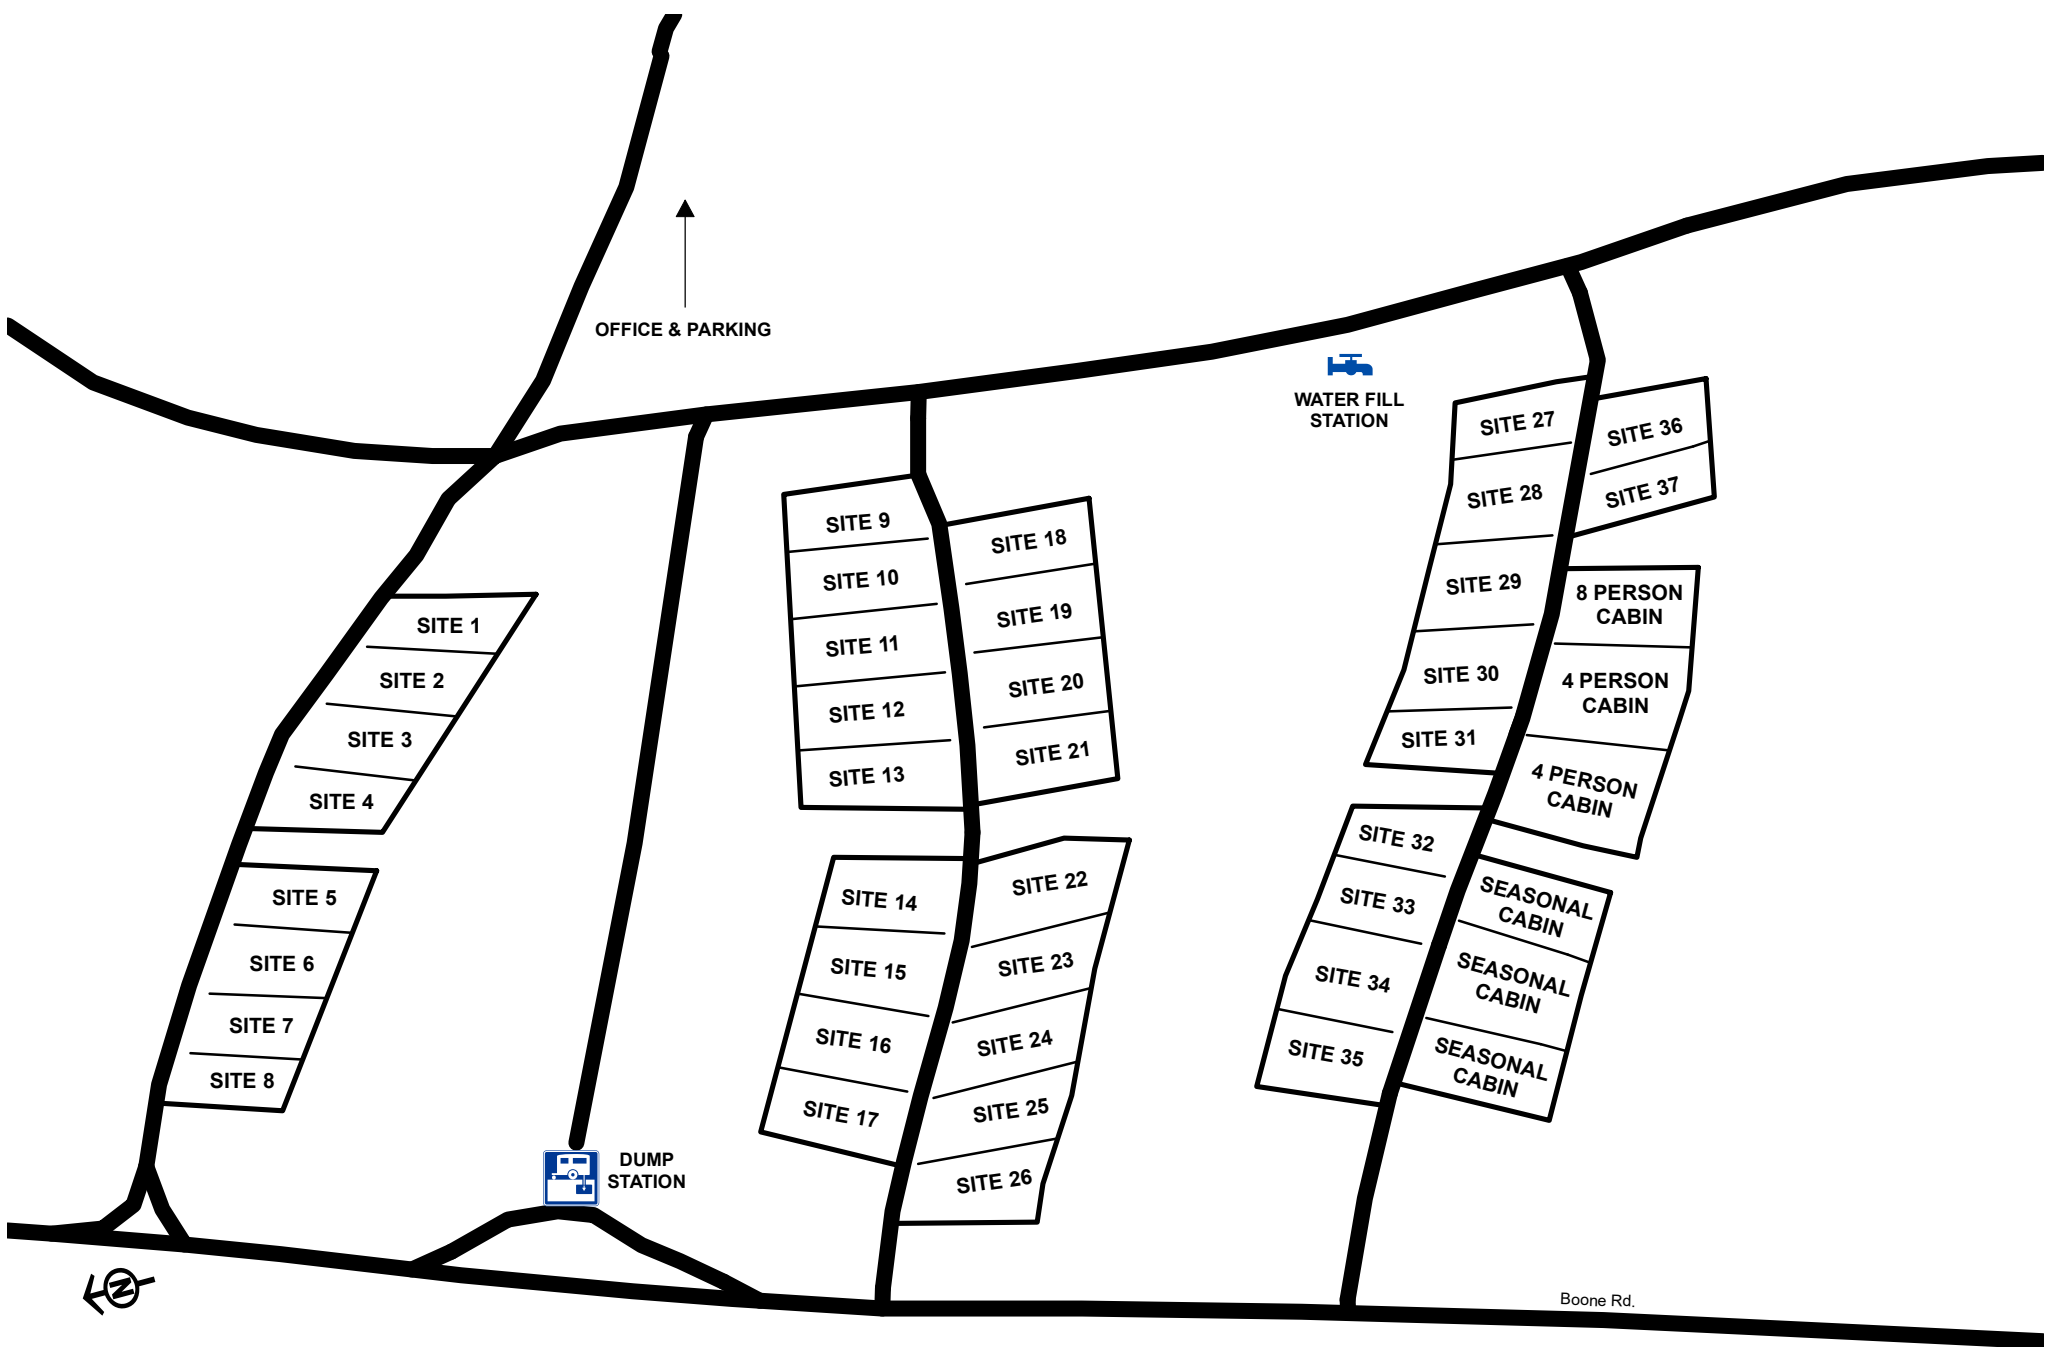 OFFICE & PARKING
WATER FILL
STATION
SITE 1
SITE 2
SITE 3
SITE 4
SITE 5
SITE 6
SITE 7
SITE 8
DUMP
STATION
SITE 9
SITE 10
SITE 11
SITE 12
SITE 13
SITE 14
SITE 15
SITE 16
SITE 17
SITE 18
SITE 19
SITE 20
SITE 21
SITE 22
SITE 23
SITE 24
SITE 25
SITE 26
SITE 27
SITE 28
SITE 29
SITE 30
SITE 31
SITE 32
SITE 33
SITE 34
SITE 35
SITE 36
SITE 37
8 PERSON
CABIN
4 PERSON
CABIN
4 PERSON
CABIN
SEASONAL
CABIN
SEASONAL
CABIN
SEASONAL
CABIN
Boone Rd.
N